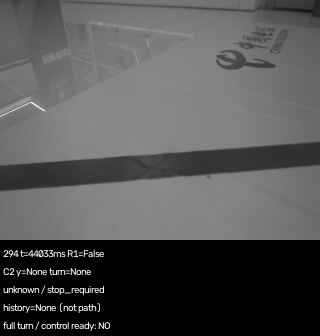 294 t=44033ms R1=False
C2 y=None turn=None
unknown / stop_required
history=None (not path)
full turn / control ready: NO